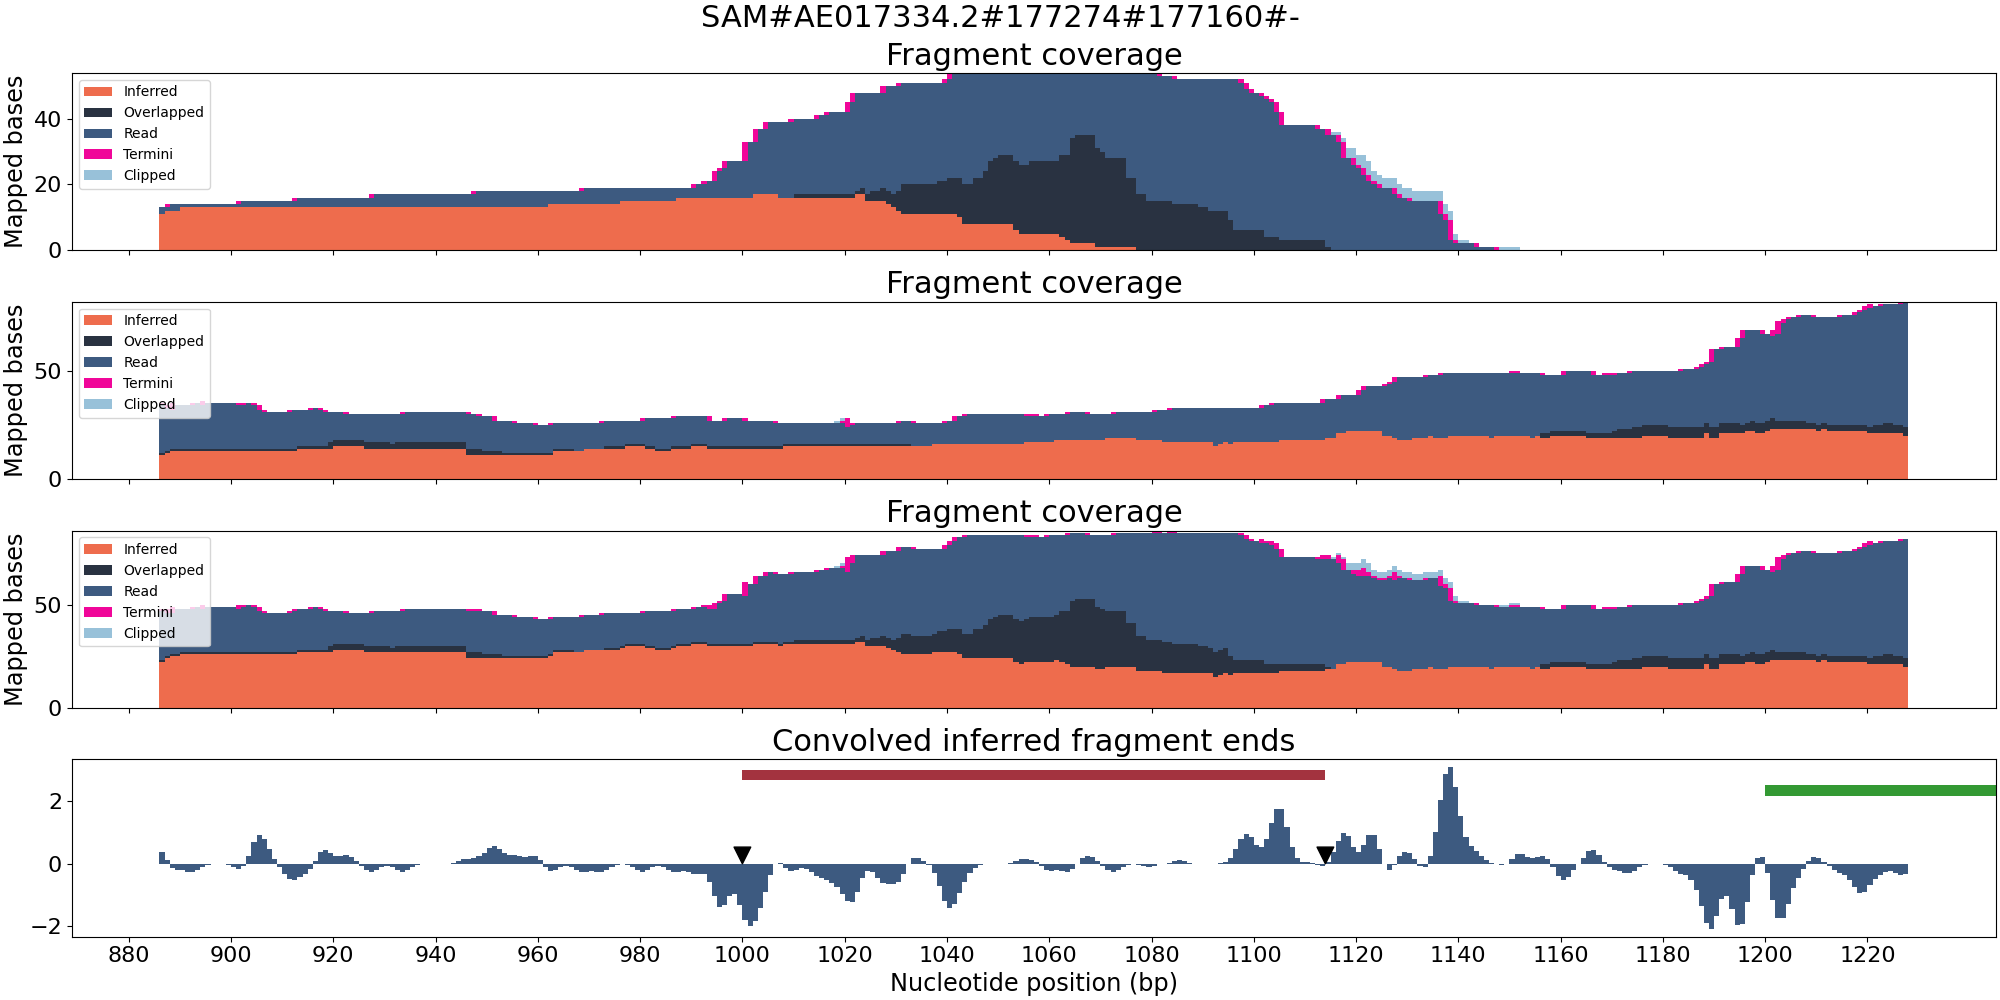 SAM#AE017334.2#177274#177160#-
Fragment coverage
Mapped bases
40
20
0
Inferred
Overlapped
Read
Termini
Clipped
Fragment coverage
Mapped bases
50
0
Inferred
Overlapped
Read
Termini
Clipped
Fragment coverage
Mapped bases
50
0
Inferred
Overlapped
Read
Termini
Clipped
Convolved inferred fragment ends
2
0
−2
880 900 920 940 960 980 1000 1020 1040 1060 1080 1100 1120 1140 1160 1180 1200 1220
Nucleotide position (bp)